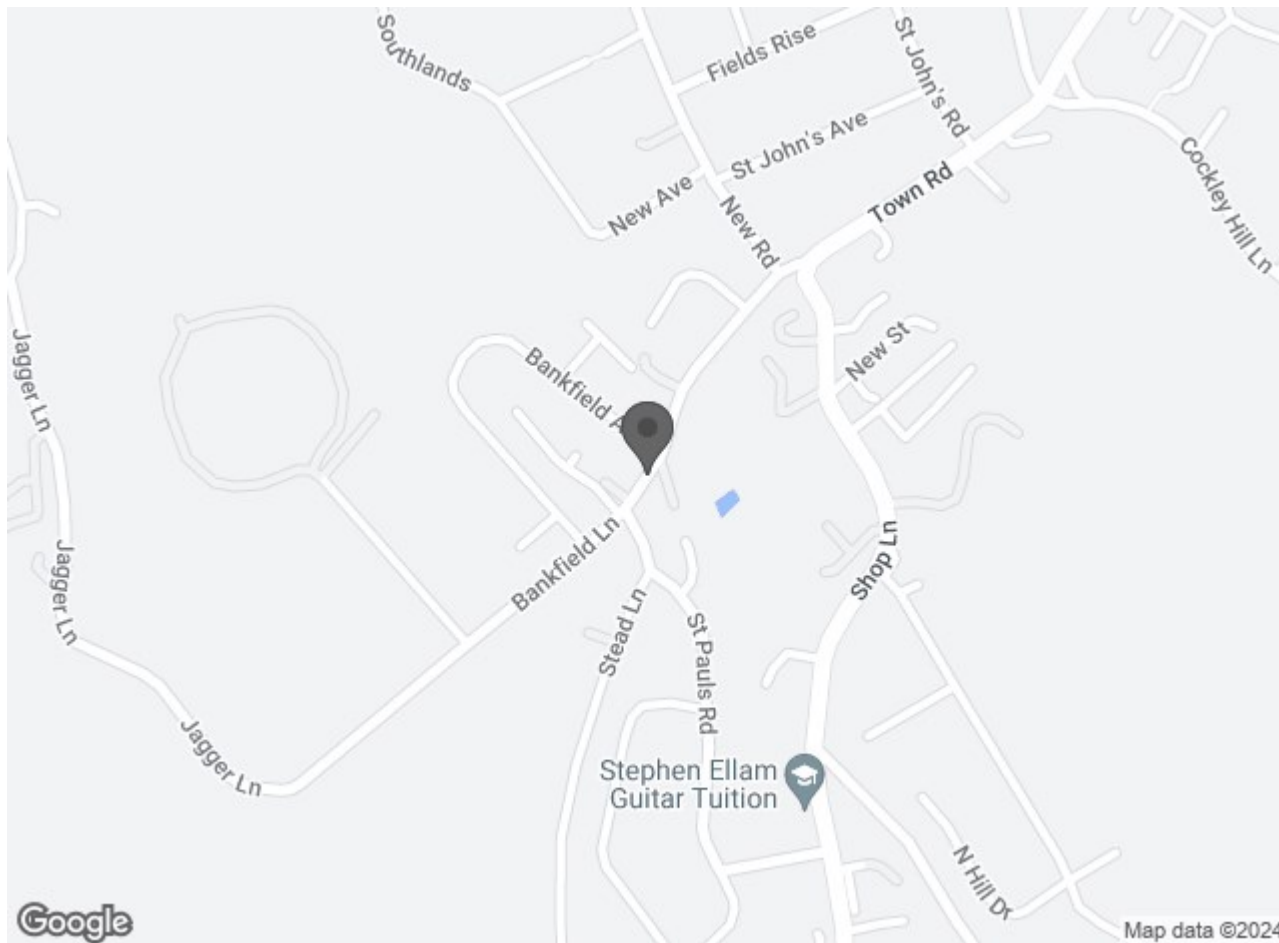 Southlands
Fields Rise
St John's Rd
St John's Ave
New Ave
New Rd
Town Rd
Cockley Hill Ln
Jagger Ln
Bankfield A
New St
Jagger Ln
Bankfield Ln
Shop Ln
Stead Ln
St Pauls Rd
Jagger Ln
Stephen Ellam
Guitar Tuition
N Hill Dr
Google
Map data ©2024